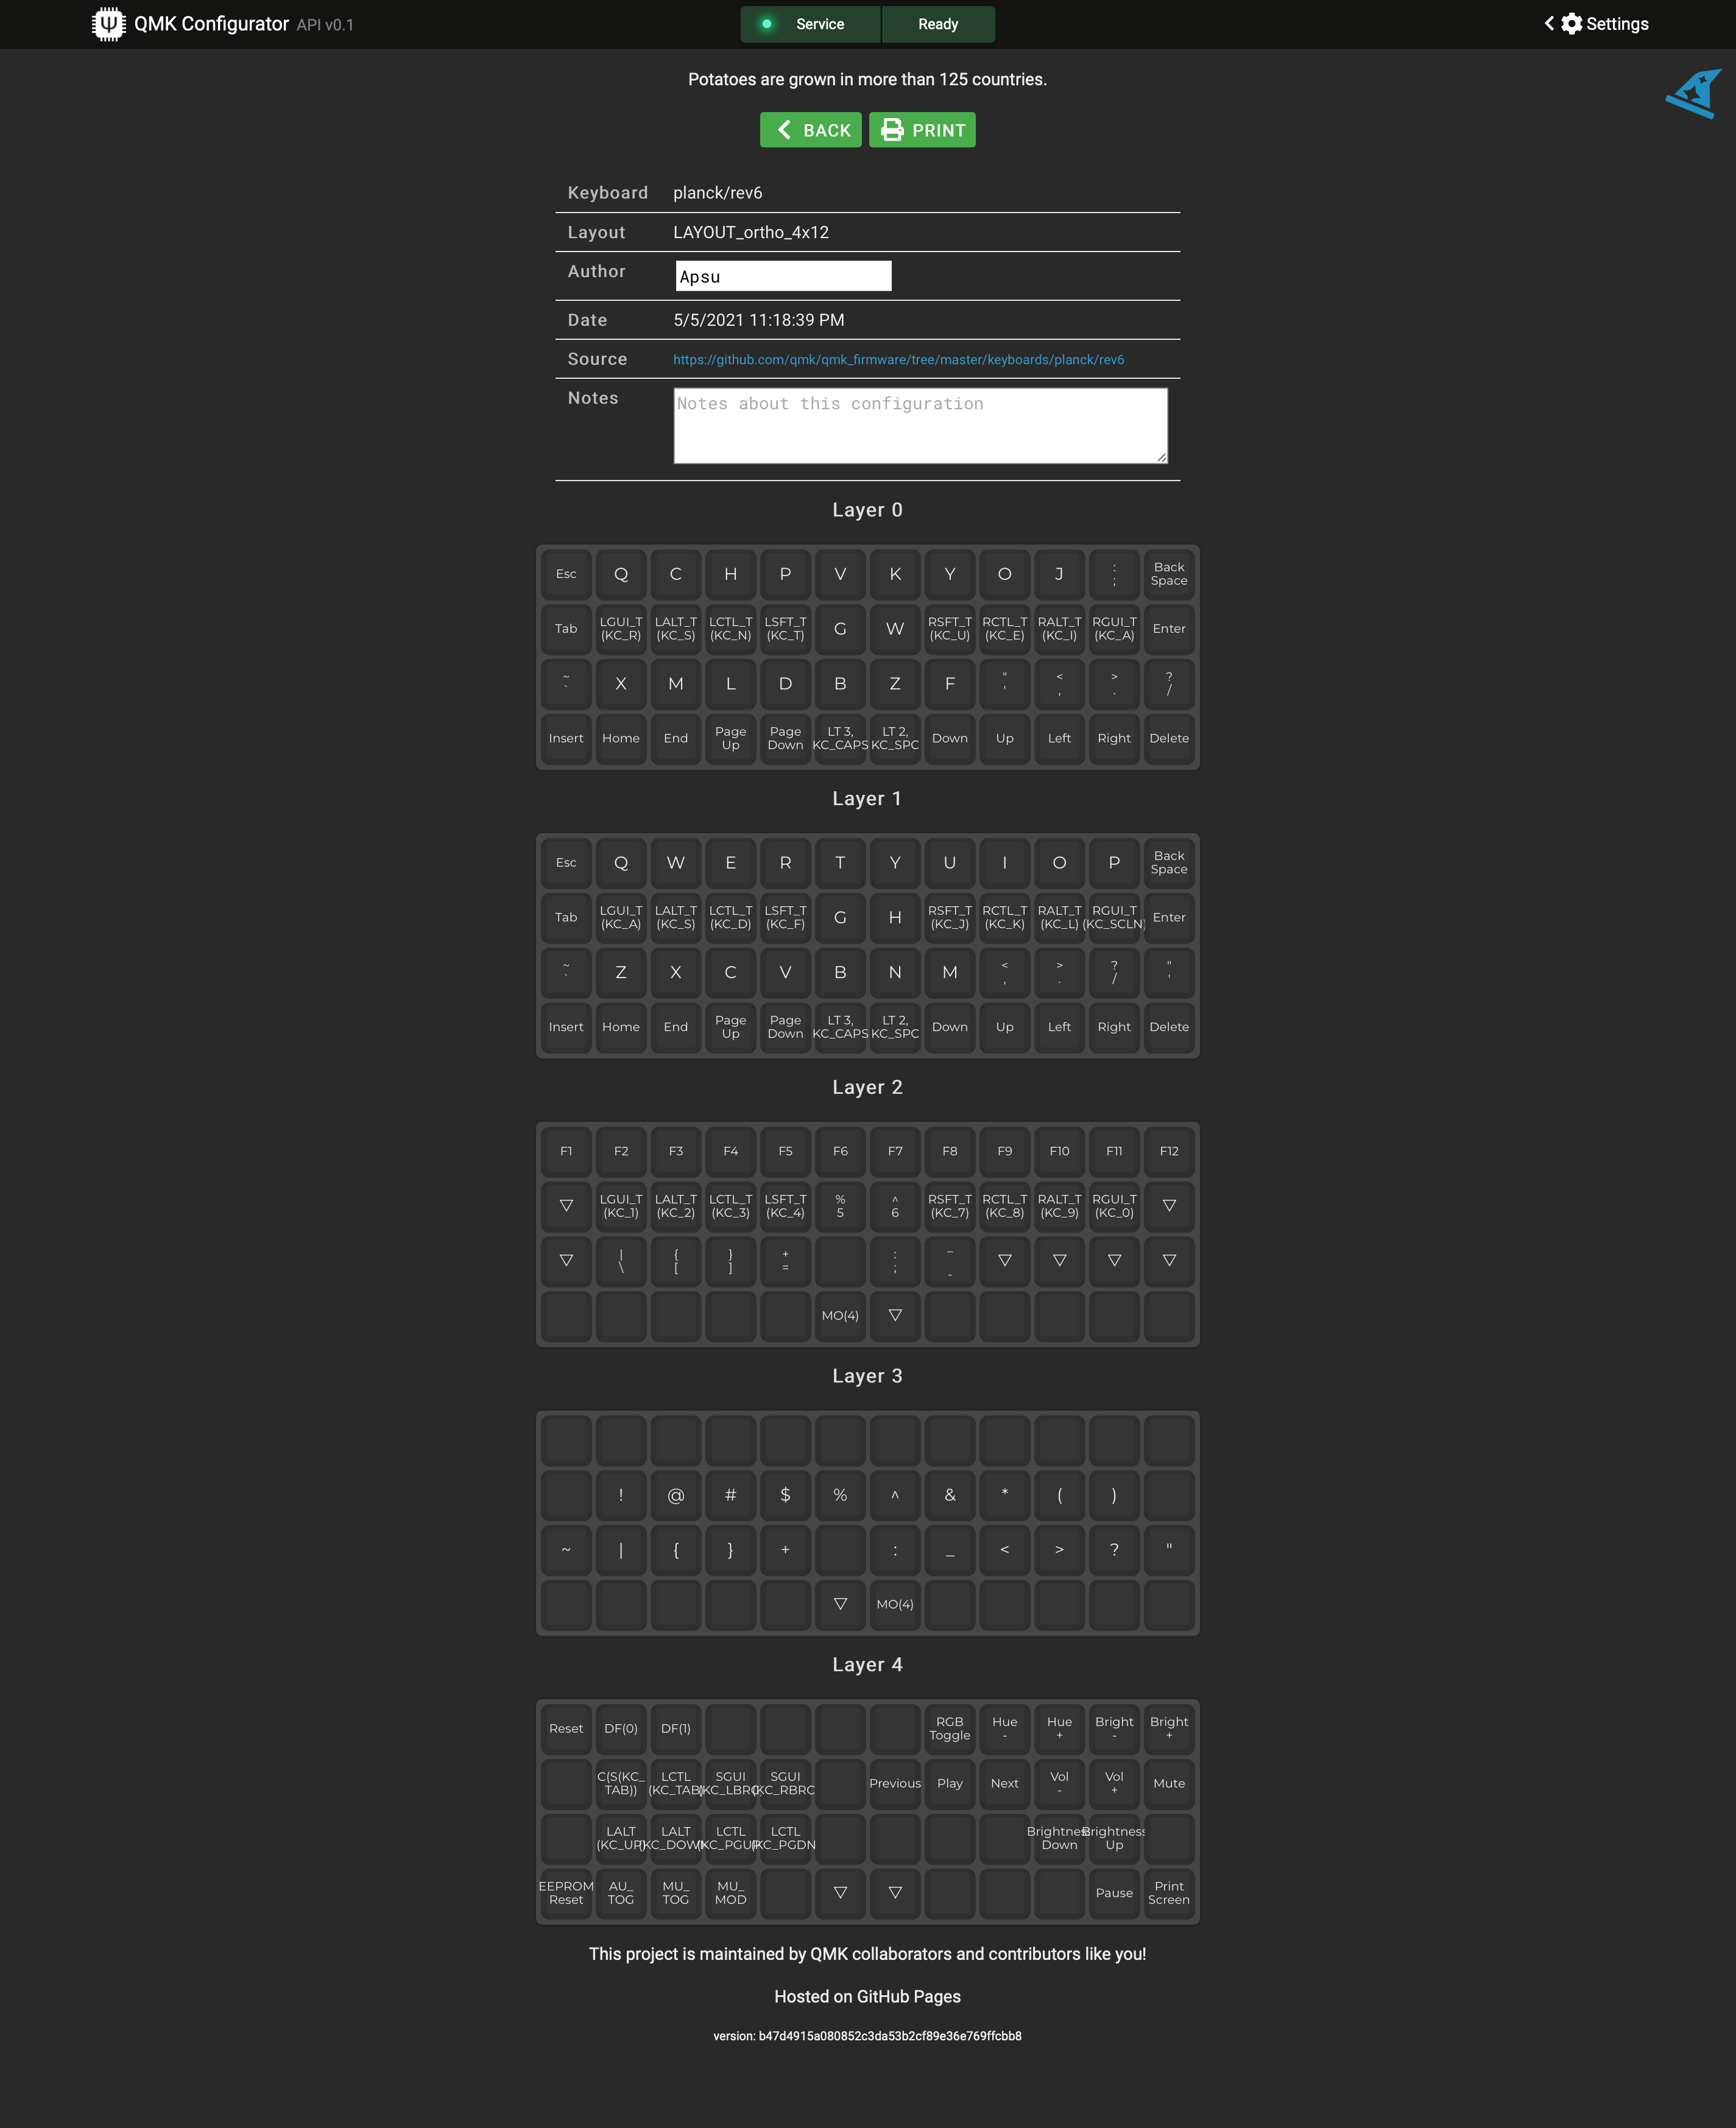 QMK Configurator API v0.1
Service Ready
Settings
Potatoes are grown in more than 125 countries.
BACK PRINT
Keyboard planck/rev6
Layout LAYOUT_ortho_4x12
Author Apsu
Date 5/5/2021 11:18:39 PM
Source https://github.com/qmk/qmk_firmware/tree/master/keyboards/planck/rev6
Notes Notes about this configuration
Layer 0
Esc Q C H P V K Y O J : ; Back Space
Tab LGUI_T (KC_R) LALT_T (KC_S) LCTL_T (KC_N) LSFT_T (KC_T) G W RSFT_T (KC_U) RCTL_T (KC_E) RALT_T (KC_I) RGUI_T (KC_A) Enter
~ ` X M L D B Z F " ' < , > . ? /
Insert Home End Page Up Page Down LT 3, KC_CAPS LT 2, KC_SPC Down Up Left Right Delete
Layer 1
Esc Q W E R T Y U I O P Back Space
Tab LGUI_T (KC_A) LALT_T (KC_S) LCTL_T (KC_D) LSFT_T (KC_F) G H RSFT_T (KC_J) RCTL_T (KC_K) RALT_T (KC_L) RGUI_T (KC_SCLN) Enter
~ ` Z X C V B N M < , > . ? / " '
Insert Home End Page Up Page Down LT 3, KC_CAPS LT 2, KC_SPC Down Up Left Right Delete
Layer 2
F1 F2 F3 F4 F5 F6 F7 F8 F9 F10 F11 F12
▽ LGUI_T (KC_1) LALT_T (KC_2) LCTL_T (KC_3) LSFT_T (KC_4) % 5 ^ 6 RSFT_T (KC_7) RCTL_T (KC_8) RALT_T (KC_9) RGUI_T (KC_0) ▽
▽ | \ { [ } ] + = : ; _ - ▽ ▽ ▽ ▽
MO(4) ▽
Layer 3
! @ # $ % ^ & * ( )
~ | { } + : _ < > ? "
▽ MO(4)
Layer 4
Reset DF(0) DF(1) RGB Toggle Hue - Hue + Bright - Bright +
C(S(KC_ TAB)) LCTL (KC_TAB) SGUI (KC_LBRC) SGUI (KC_RBRC Previous Play Next Vol - Vol + Mute
LALT (KC_UP) LALT (KC_DOWN LCTL (KC_PGUP LCTL (KC_PGDN Brightness Down Brightness Up
EEPROM Reset AU_ TOG MU_ TOG MU_ MOD ▽ ▽ Pause Print Screen
This project is maintained by QMK collaborators and contributors like you!
Hosted on GitHub Pages
version: b47d4915a080852c3da53b2cf89e36e769ffcbb8